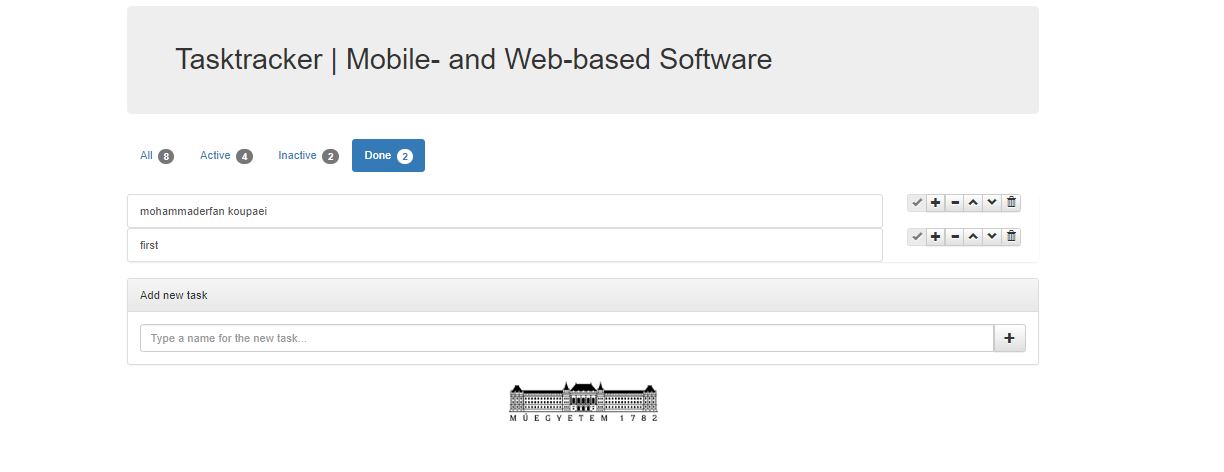 Tasktracker | Mobile- and Web-based Software
All 8 Active 4 Inactive 2 Done 2
mohammaderfan koupaei
first
Add new task
Type a name for the new task...
MŰEGYETEM 1782